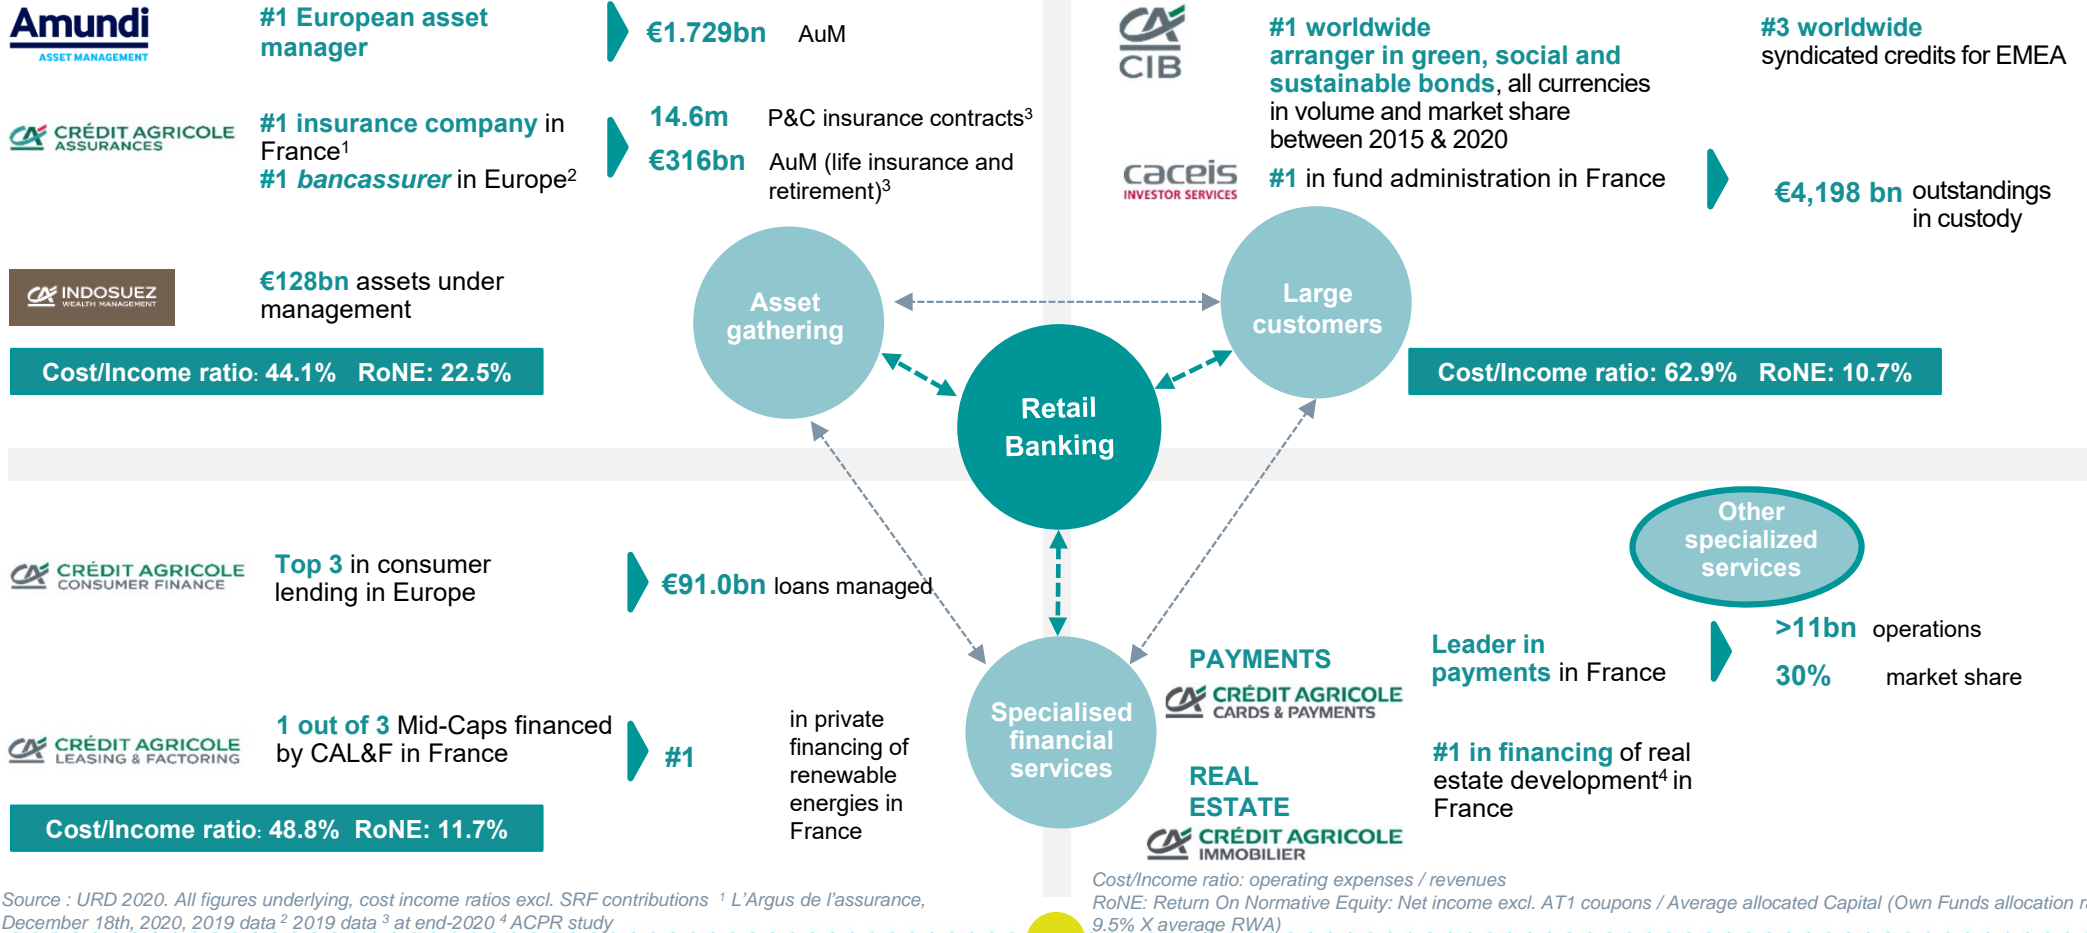 Amundi
ASSET MANAGEMENT
#1 European asset
manager
€1.729bn AuM
CRÉDIT AGRICOLE
ASSURANCES
#1 insurance company in
France¹
#1 bancassurer in Europe²
14.6m P&C insurance contracts³
€316bn AuM (life insurance and
retirement)³
CA INDOSUEZ
WEALTH MANAGEMENT
€128bn assets under
management
Cost/Income ratio: 44.1% RoNE: 22.5%
Asset
gathering
CA
CIB
#1 worldwide
arranger in green, social and
sustainable bonds, all currencies
in volume and market share
between 2015 & 2020
#3 worldwide
syndicated credits for EMEA
caceis
INVESTOR SERVICES
#1 in fund administration in France
€4,198 bn outstandings
in custody
Large
customers
Cost/Income ratio: 62.9% RoNE: 10.7%
Retail
Banking
CRÉDIT AGRICOLE
CONSUMER FINANCE
Top 3 in consumer
lending in Europe
€91.0bn loans managed
CRÉDIT AGRICOLE
LEASING & FACTORING
1 out of 3 Mid-Caps financed
by CAL&F in France
#1
in private
financing of
renewable
energies in
France
Cost/Income ratio: 48.8% RoNE: 11.7%
Specialised
financial
services
Other
specialized
services
PAYMENTS
CRÉDIT AGRICOLE
CARDS & PAYMENTS
Leader in
payments in France
>11bn operations
30% market share
REAL
ESTATE
CRÉDIT AGRICOLE
IMMOBILIER
#1 in financing of real
estate development⁴ in
France
Source : URD 2020. All figures underlying, cost income ratios excl. SRF contributions ¹ L'Argus de l'assurance,
December 18th, 2020, 2019 data ² 2019 data ³ at end-2020 ⁴ ACPR study
Cost/Income ratio: operating expenses / revenues
RoNE: Return On Normative Equity: Net income excl. AT1 coupons / Average allocated Capital (Own Funds allocation
9.5% X average RWA)